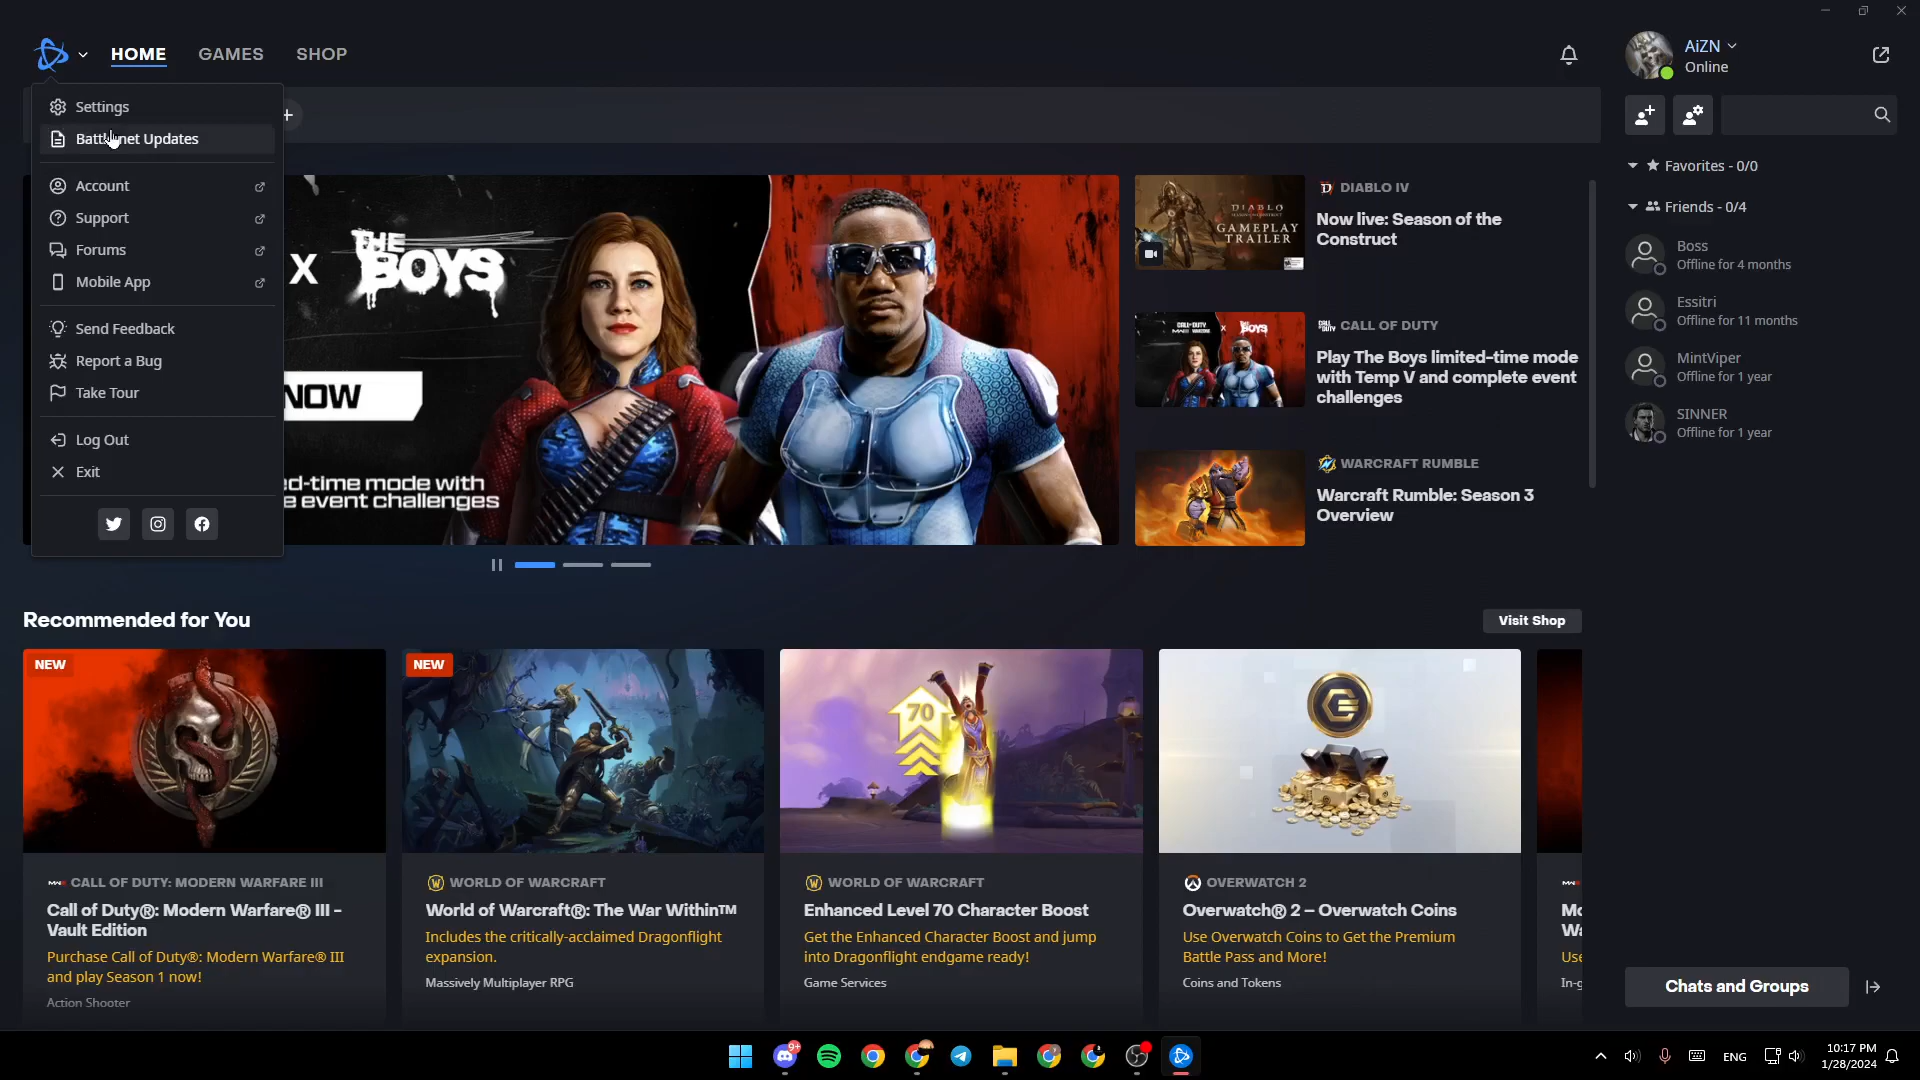 HOME
GAMES
SHOP
AiZN
Online
Settings
Battle.net Updates
Account
Support
Forums
Mobile App
Send Feedback
Report a Bug
Take Tour
Log Out
Exit
X THE BOYS
NOW
ed-time mode with
e event challenges
DIABLO
GAMEPLAY
TRAILER
DIABLO IV
Now live: Season of the
Construct
CALL OF DUTY
BOYS
CALL OF DUTY
Play The Boys limited-time mode
with Temp V and complete event
challenges
WARCRAFT RUMBLE
Warcraft Rumble: Season 3
Overview
Favorites - 0/0
Friends - 0/4
Boss
Offline for 4 months
Essitri
Offline for 11 months
MintViper
Offline for 1 year
SINNER
Offline for 1 year
Recommended for You
Visit Shop
NEW
NEW
70
CALL OF DUTY: MODERN WARFARE III
Call of Duty®: Modern Warfare® III –
Vault Edition
Purchase Call of Duty®: Modern Warfare® III
and play Season 1 now!
Action Shooter
WORLD OF WARCRAFT
World of Warcraft®: The War Within™
Includes the critically-acclaimed Dragonflight
expansion.
Massively Multiplayer RPG
WORLD OF WARCRAFT
Enhanced Level 70 Character Boost
Get the Enhanced Character Boost and jump
into Dragonflight endgame ready!
Game Services
OVERWATCH 2
Overwatch® 2 – Overwatch Coins
Use Overwatch Coins to Get the Premium
Battle Pass and More!
Coins and Tokens
Chats and Groups
9+
ENG
10:17 PM
1/28/2024